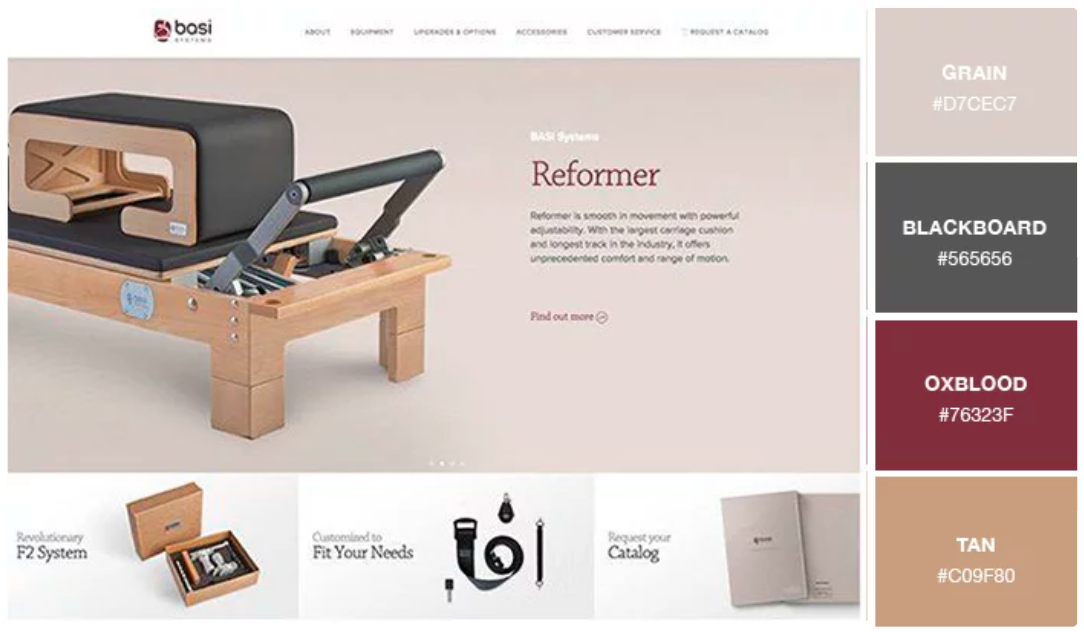 basi
SYSTEMS
ABOUT EQUIPMENT UPGRADES & OPTIONS ACCESSORIES CUSTOMER SERVICE REQUEST A CATALOG
BASI Systems
Reformer
Reformer is smooth in movement with powerful
adjustability. With the largest carriage cushion
and longest track in the industry, it offers
unprecedented comfort and range of motion.
Find out more
Revolutionary
F2 System
Customized to
Fit Your Needs
Request your
Catalog
basi
GRAIN
#D7CEC7
BLACKBOARD
#565656
OXBLOOD
#76323F
TAN
#C09F80